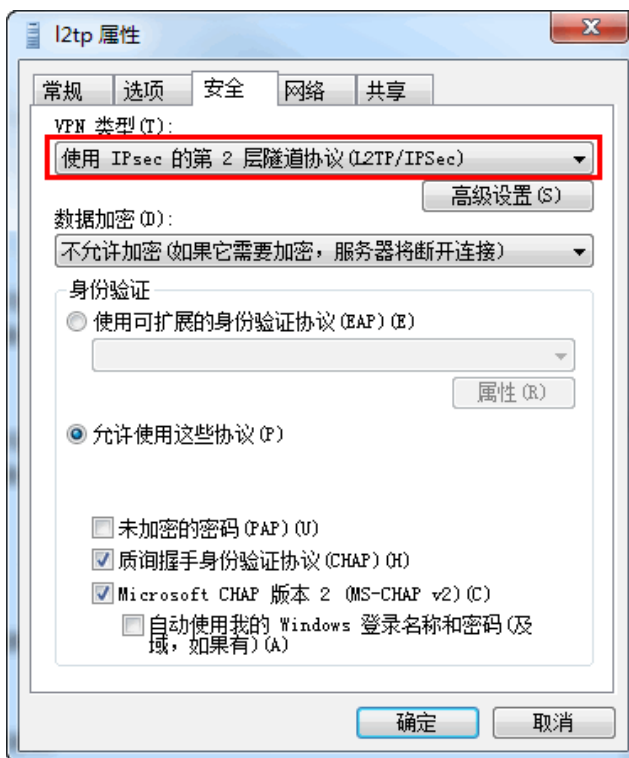 l2tp 属性
常规 选项 安全 网络 共享
VPN 类型(T):
使用 IPsec 的第 2 层隧道协议(L2TP/IPSec)
高级设置(S)
数据加密(D):
不允许加密(如果它需要加密，服务器将断开连接)
身份验证
使用可扩展的身份验证协议(EAP)(E)
属性(R)
允许使用这些协议(P)
未加密的密码(PAP)(U)
质询握手身份验证协议(CHAP)(H)
Microsoft CHAP 版本 2 (MS-CHAP v2)(C)
自动使用我的 Windows 登录名称和密码(及
域，如果有)(A)
确定 取消